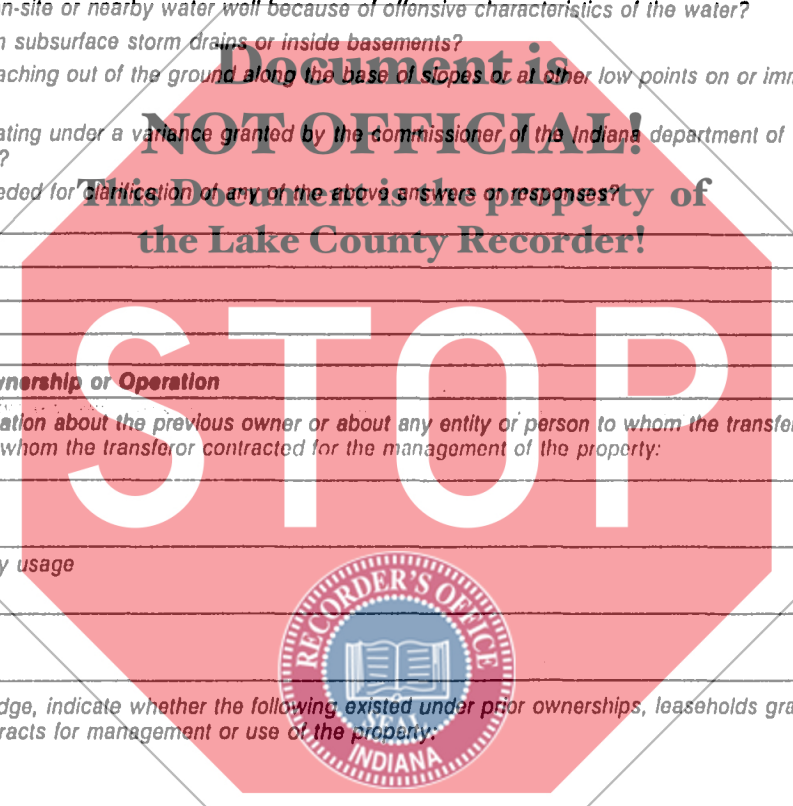 n-site or nearby water well because of offensive characteristics of the water?
n subsurface storm drains or inside basements?
Document is
aching out of the ground along the base of slopes or at other low points on or imm
NOT OFFICIAL!
ating under a variance granted by the commissioner of the Indiana department of
?
eded for clarification of any of the above answers or responses?
This Document is the property of
the Lake County Recorder!
STOP
wnership or Operation
ation about the previous owner or about any entity or person to whom the transfe
whom the transferor contracted for the management of the property:
y usage
RECORDER'S OFFICE
dge, indicate whether the following existed under prior ownerships, leaseholds gra
SEAL
racts for management or use of the property:
INDIANA